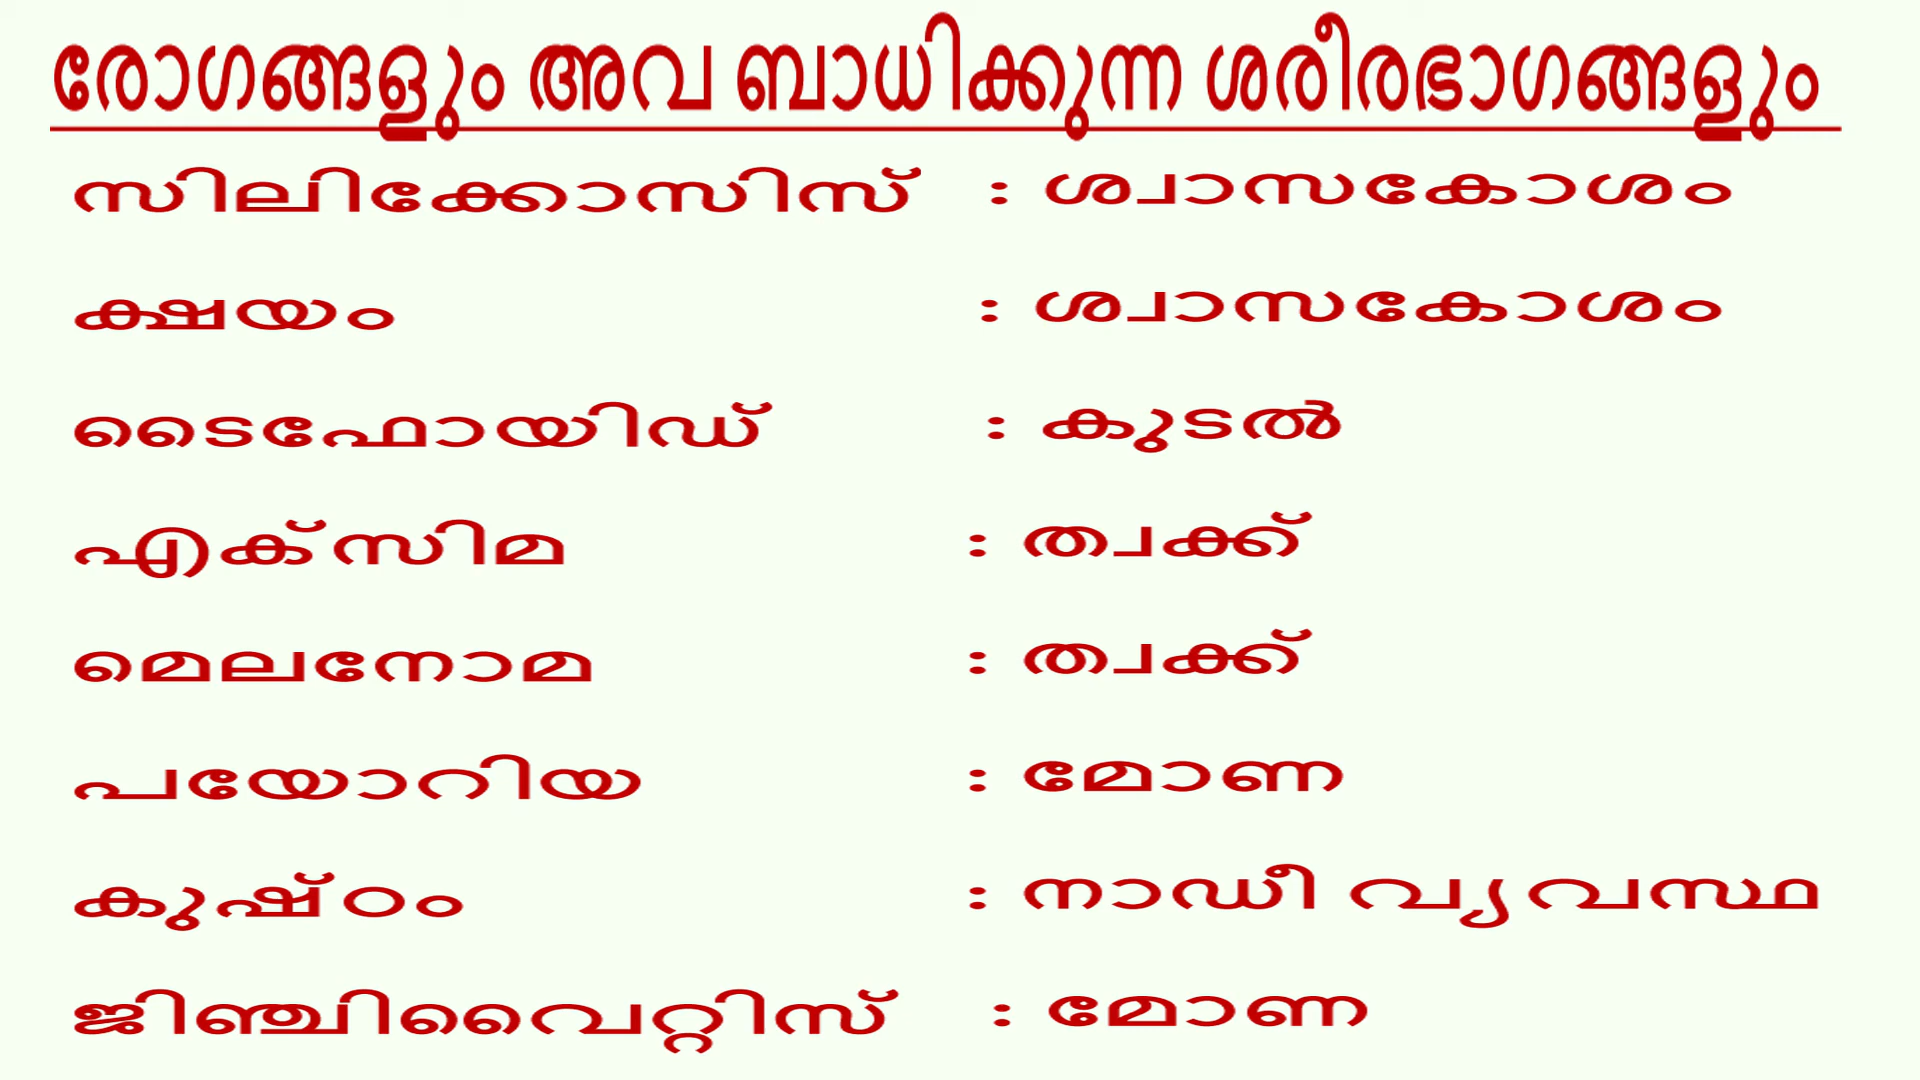 രോഗങ്ങളും അവ ബാധിക്കുന്ന ശരീരഭാഗങ്ങളും
സിലിക്കോസിസ് : ശ്വാസകോശം
ക്ഷയം : ശ്വാസകോശം
ടൈഫോയിഡ് : കുടൽ
എക്സിമ : ത്വക്ക്
മെലനോമ : ത്വക്ക്
പയോറിയ : മോണ
കുഷ്ഠം : നാഡീ വ്യവസ്ഥ
ജിഞ്ചിവൈറ്റിസ് : മോണ